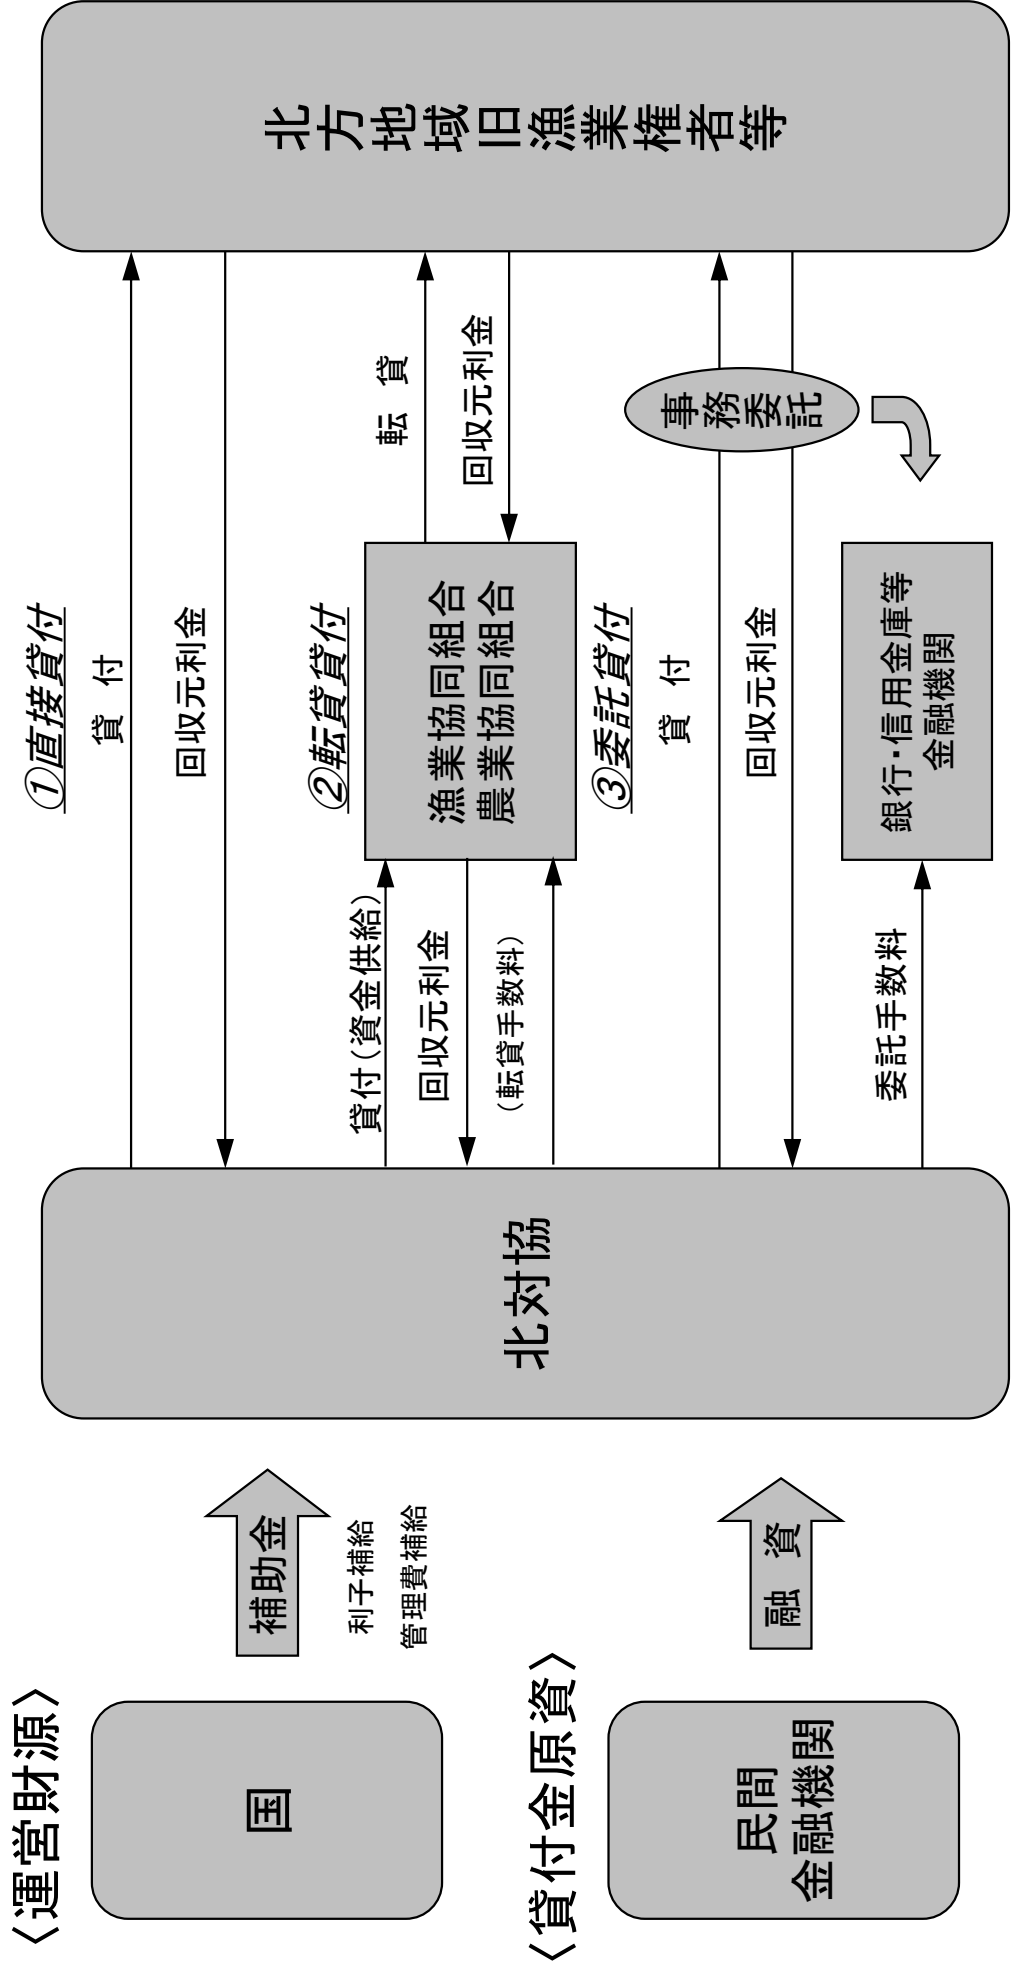 〈運営財源〉
国
補助金
利子補給
管理費補給
〈貸付金原資〉
民間
金融機関
融　資
北対協
①直接貸付
貸　付
回収元利金
②転貸貸付
貸付（資金供給）
回収元利金
（転貸手数料）
漁業協同組合
農業協同組合
転　貸
回収元利金
③委託貸付
貸　付
回収元利金
事務
委託
委託手数料
銀行・信用金庫等
金融機関
北方地域旧漁業権者等